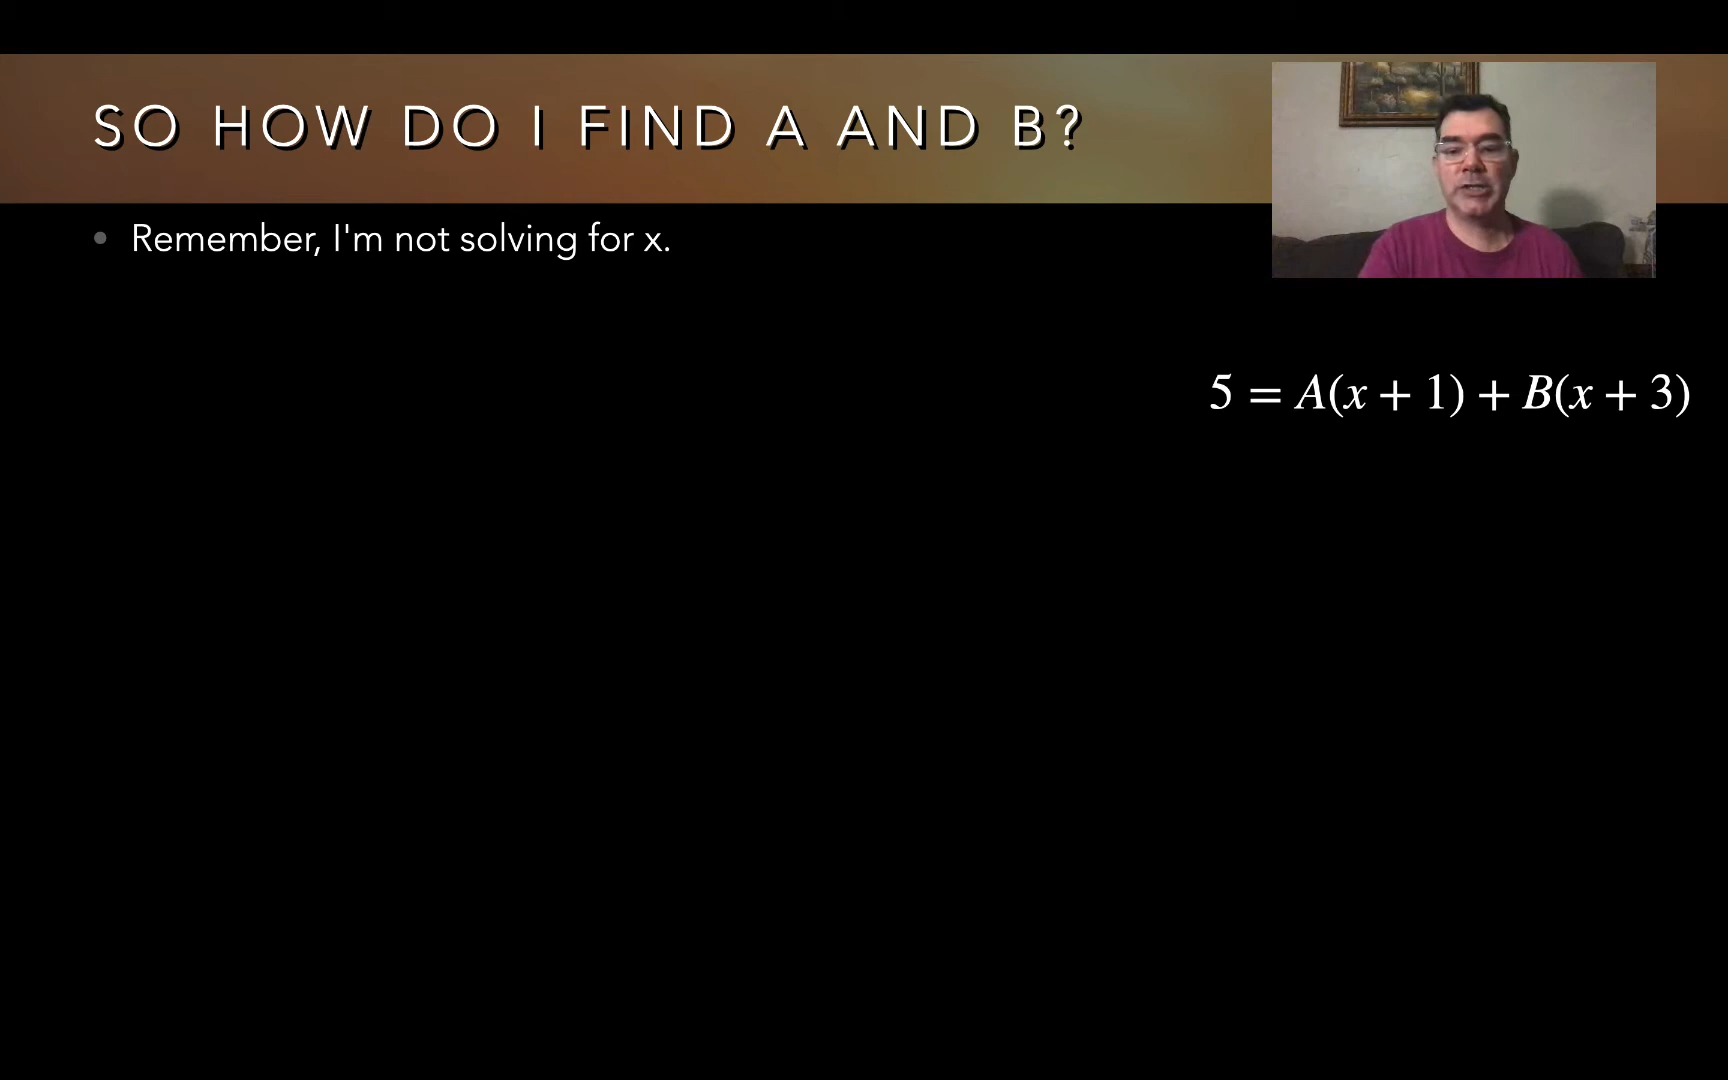 SO HOW DO I FIND A AND B?
• Remember, I'm not solving for x.
5 = A(x + 1) + B(x + 3)